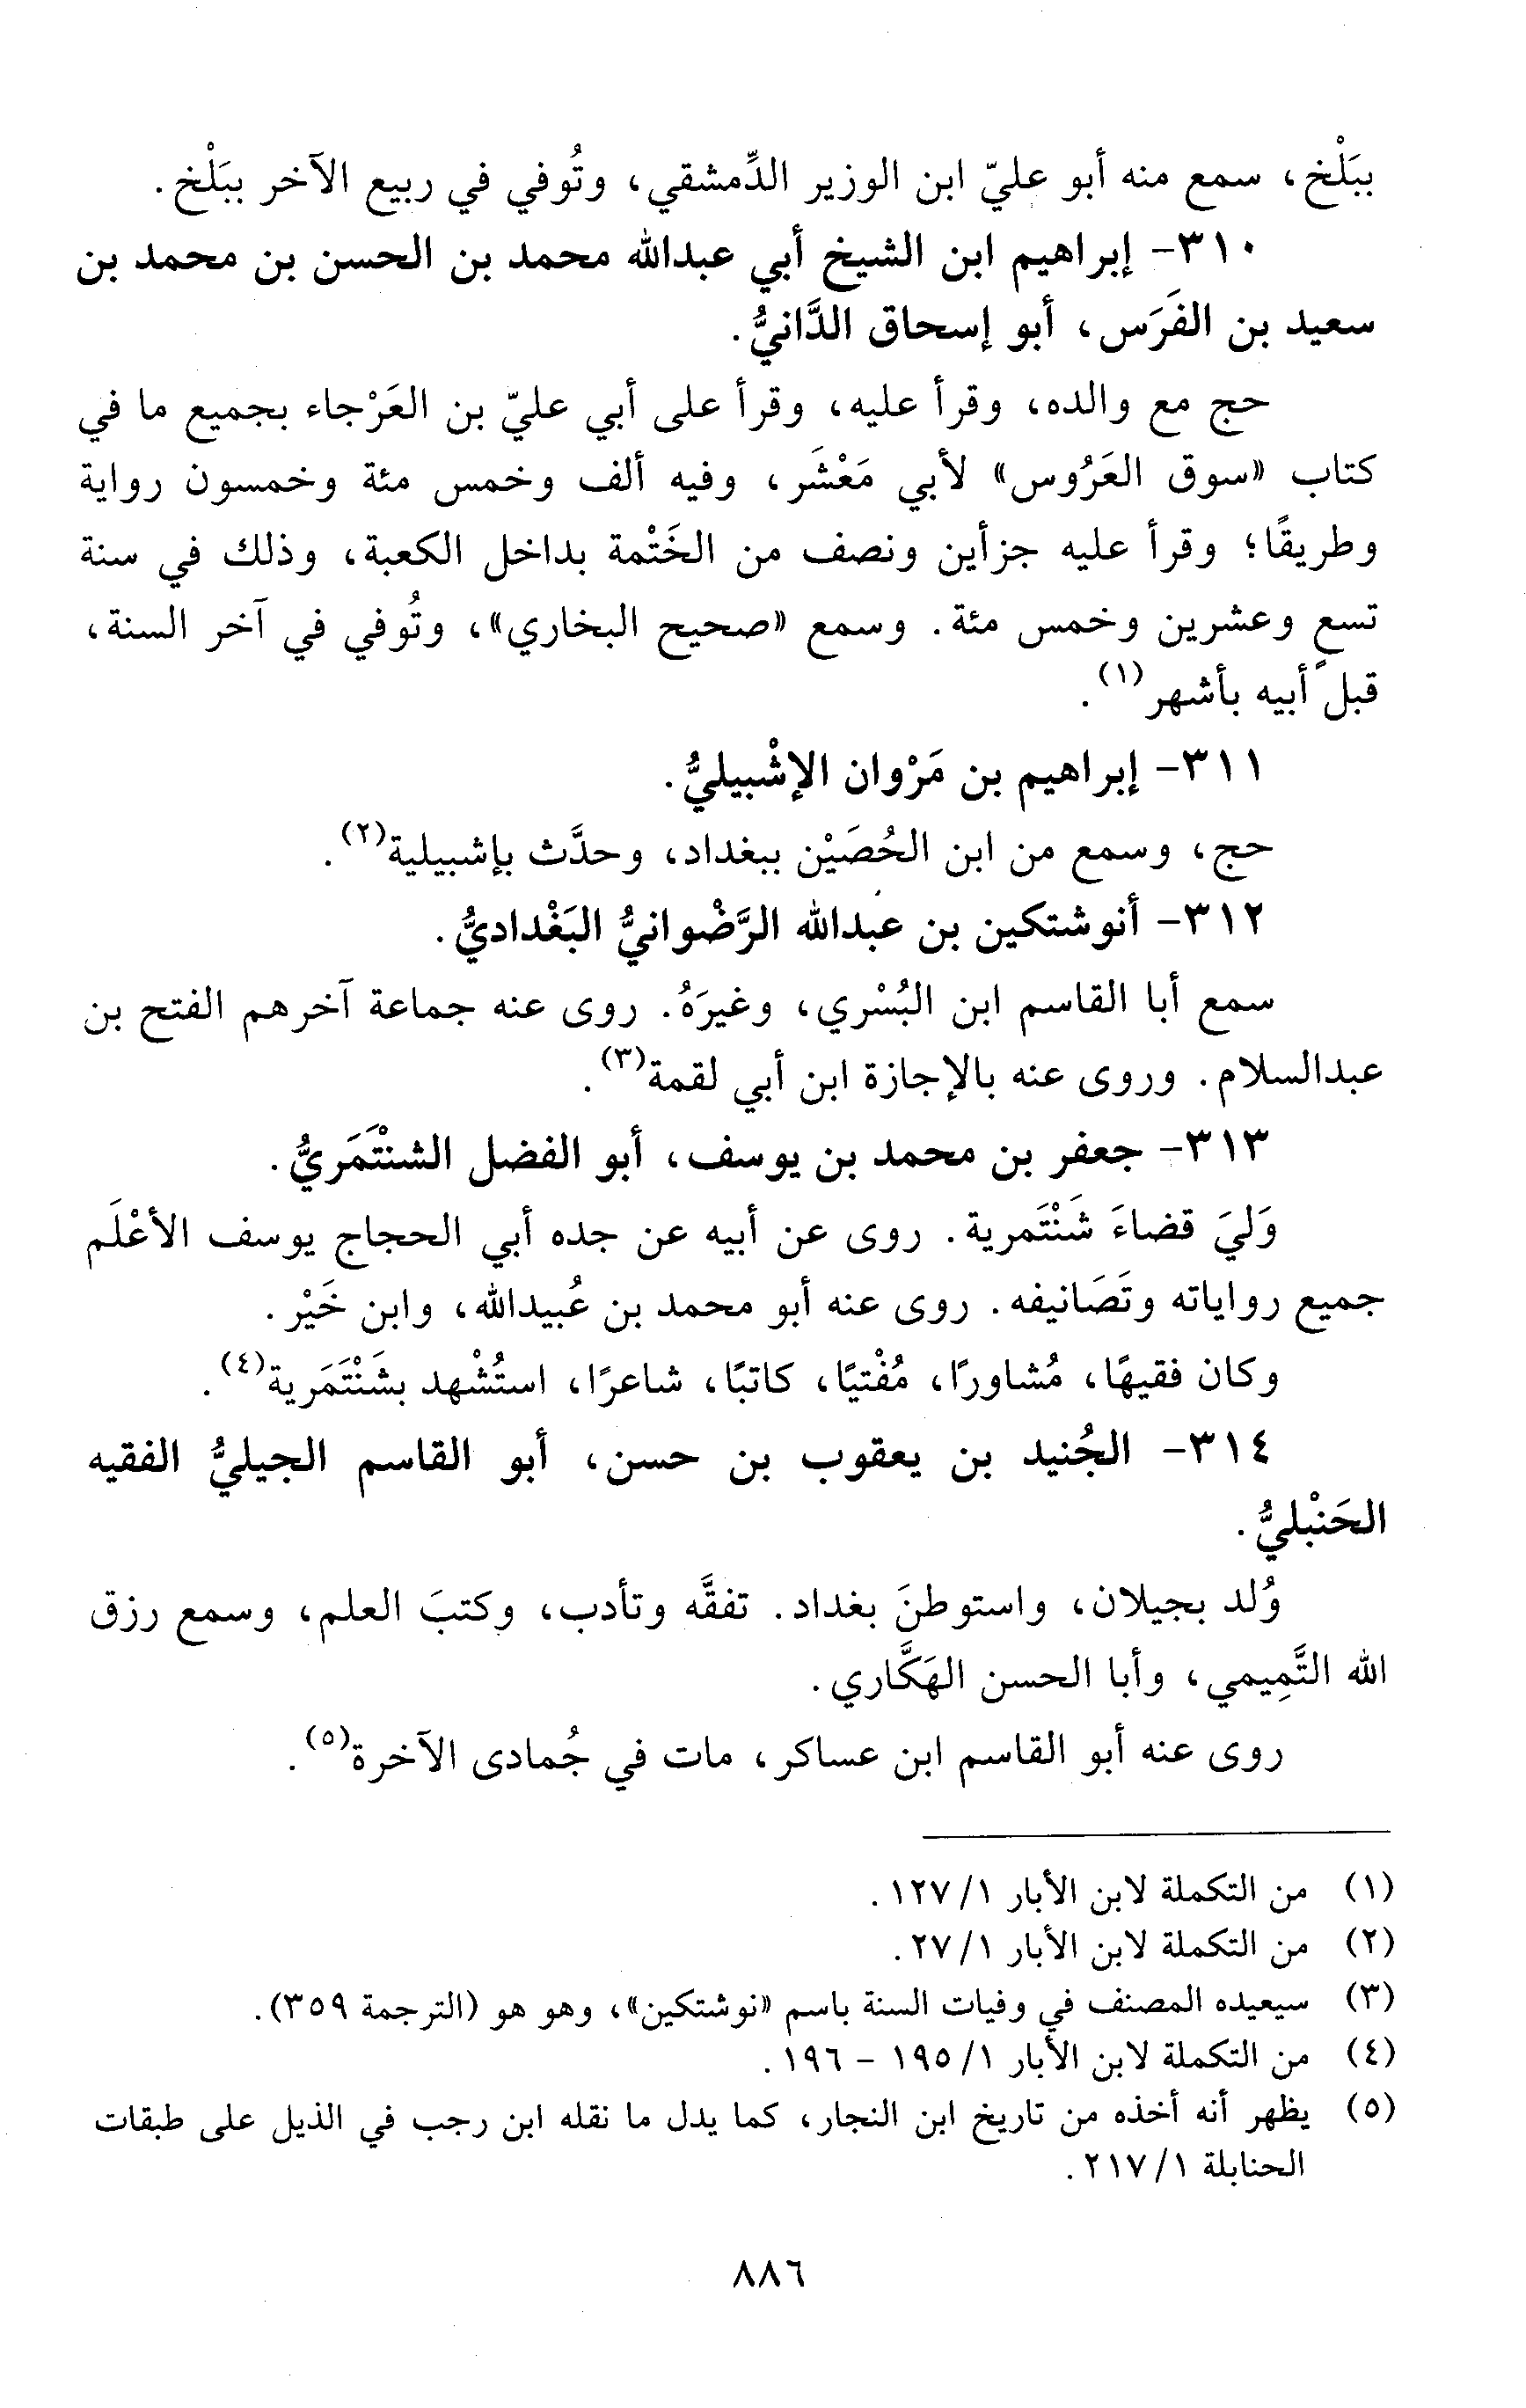 ببَلْخ، سمع منه أبو عليّ ابن الوزير الدِّمشقي، وتُوفي في ربيع الآخر ببَلْخ.
٣١٠- إبراهيم ابن الشيخ أبي عبدالله محمد بن الحسن بن محمد بن
سعيد بن الفَرَس، أبو إسحاق الدَّانيُّ.
حج مع والده، وقرأ عليه، وقرأ على أبي عليّ بن العَرْجاء بجميع ما في
كتاب «سوق العَرُوس» لأبي مَعْشَر، وفيه ألف وخمس مئة وخمسون رواية
وطريقًا؛ وقرأ عليه جزأين ونصف من الخَتْمة بداخل الكعبة، وذلك في سنة
تسع وعشرين وخمس مئة. وسمع «صحيح البخاري»، وتُوفي في آخر السنة،
قبل أبيه بأشهر(١).
٣١١- إبراهيم بن مَرْوان الإشْبيليُّ.
حج، وسمع من ابن الحُصَيْن ببغداد، وحدَّث بإشبيلية(٢).
٣١٢- أنوشتكين بن عبدالله الرَّضْوانيُّ البَغْداديُّ.
سمع أبا القاسم ابن البُسْري، وغيرَهُ. روى عنه جماعة آخرهم الفتح بن
عبدالسلام. وروى عنه بالإجازة ابن أبي لقمة(٣).
٣١٣- جعفر بن محمد بن يوسف، أبو الفضل الشنْتَمَريُّ.
وَليَ قضاءَ شَنْتَمرية. روى عن أبيه عن جده أبي الحجاج يوسف الأعْلَم
جميع رواياته وتَصَانيفه. روى عنه أبو محمد بن عُبيدالله، وابن خَيْر.
وكان فقيهًا، مُشاورًا، مُفْتيًا، كاتبًا، شاعرًا، استُشْهد بشَنْتَمَرية(٤).
٣١٤- الجُنيد بن يعقوب بن حسن، أبو القاسم الجيليُّ الفقيه
الحَنْبليُّ.
وُلد بجيلان، واستوطنَ بغداد. تفقَّه وتأدب، وكتبَ العلم، وسمع رزق
الله التَّمِيمي، وأبا الحسن الهَكَّاري.
روى عنه أبو القاسم ابن عساكر، مات في جُمادى الآخرة(٥).
(١) من التكملة لابن الأبار ١/ ١٢٧.
(٢) من التكملة لابن الأبار ١/ ٢٧.
(٣) سيعيده المصنف في وفيات السنة باسم «نوشتكين»، وهو هو (الترجمة ٣٥٩).
(٤) من التكملة لابن الأبار ١/ ١٩٥ - ١٩٦.
(٥) يظهر أنه أخذه من تاريخ ابن النجار، كما يدل ما نقله ابن رجب في الذيل على طبقات
الحنابلة ١/ ٢١٧.
٨٨٦